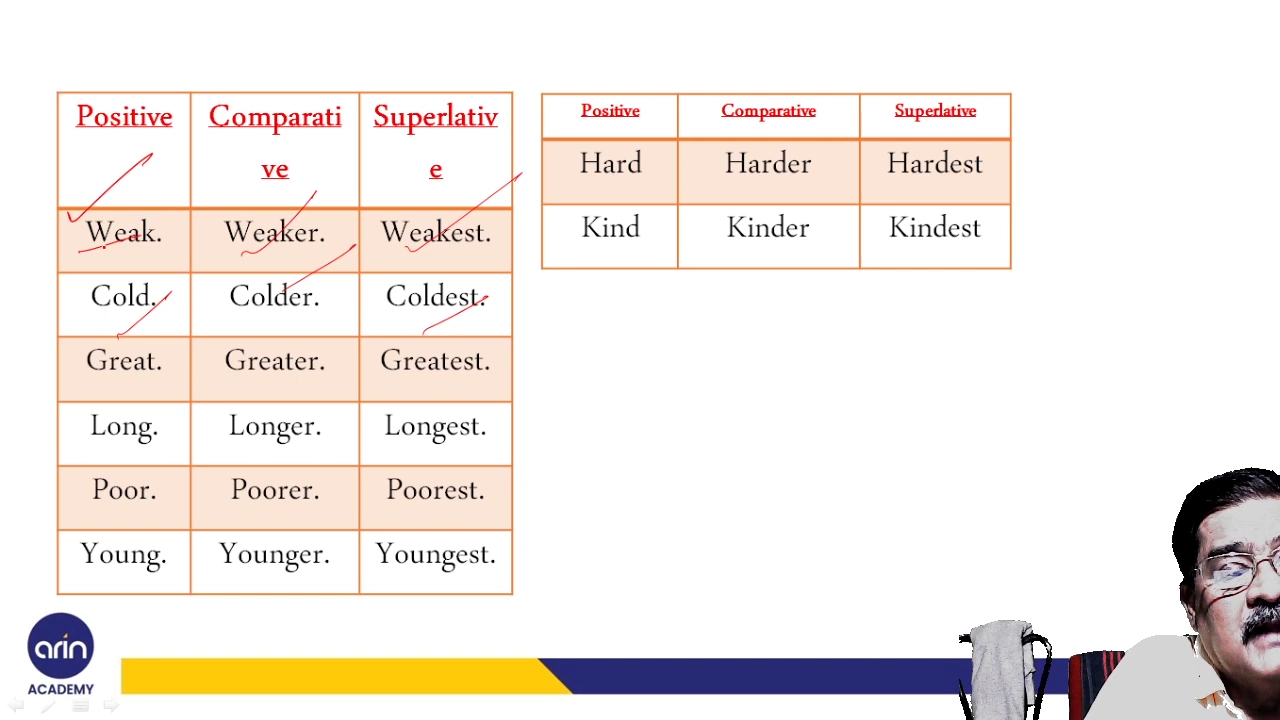 Positive Comparati Superlativ
ve e
Weak. Weaker. Weakest.
Cold. Colder. Coldest.
Great. Greater. Greatest.
Long. Longer. Longest.
Poor. Poorer. Poorest.
Young. Younger. Youngest.
Positive Comparative Superlative
Hard Harder Hardest
Kind Kinder Kindest
arin
ACADEMY